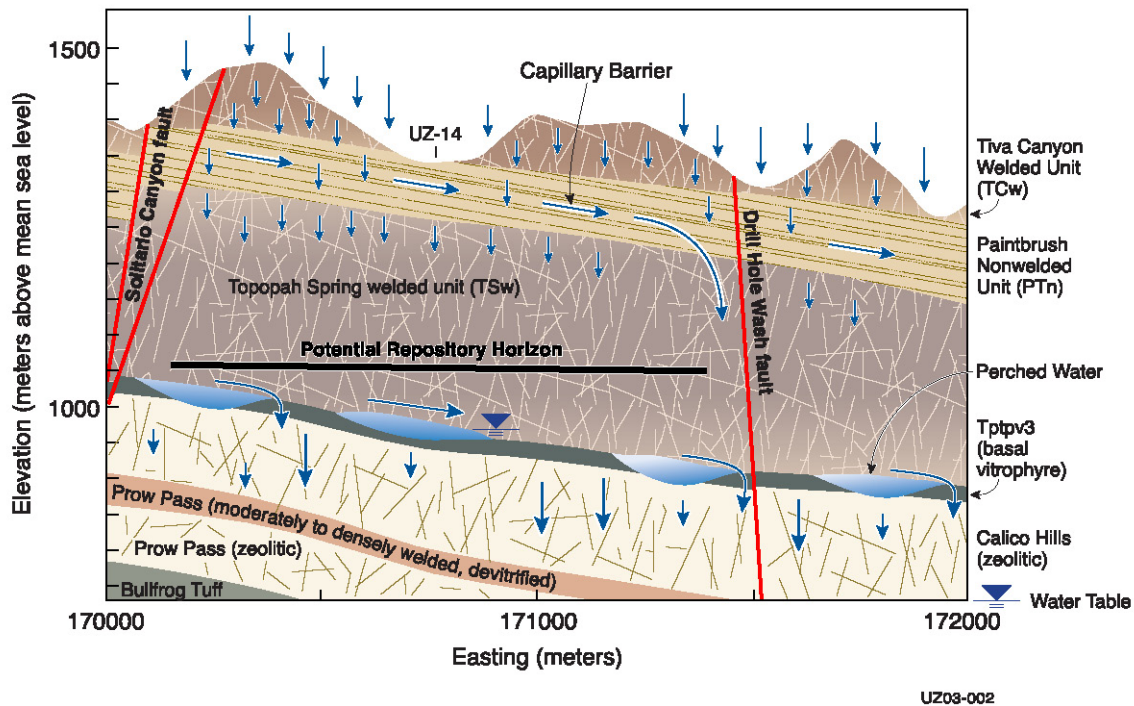 1500
1000
Elevation (meters above mean sea level)
Solitario Canyon fault
UZ-14
Capillary Barrier
Drill Hole Wash fault
Topopah Spring welded unit (TSw)
Potential Repository Horizon
Prow Pass (moderately to densely welded, devitrified)
Prow Pass (zeolitic)
Bullfrog Tuff
Tiva Canyon
Welded Unit
(TCw)
Paintbrush
Nonwelded
Unit (PTn)
Perched Water
Tptpv3
(basal
vitrophyre)
Calico Hills
(zeolitic)
Water Table
170000
171000
172000
Easting (meters)
UZ03-002